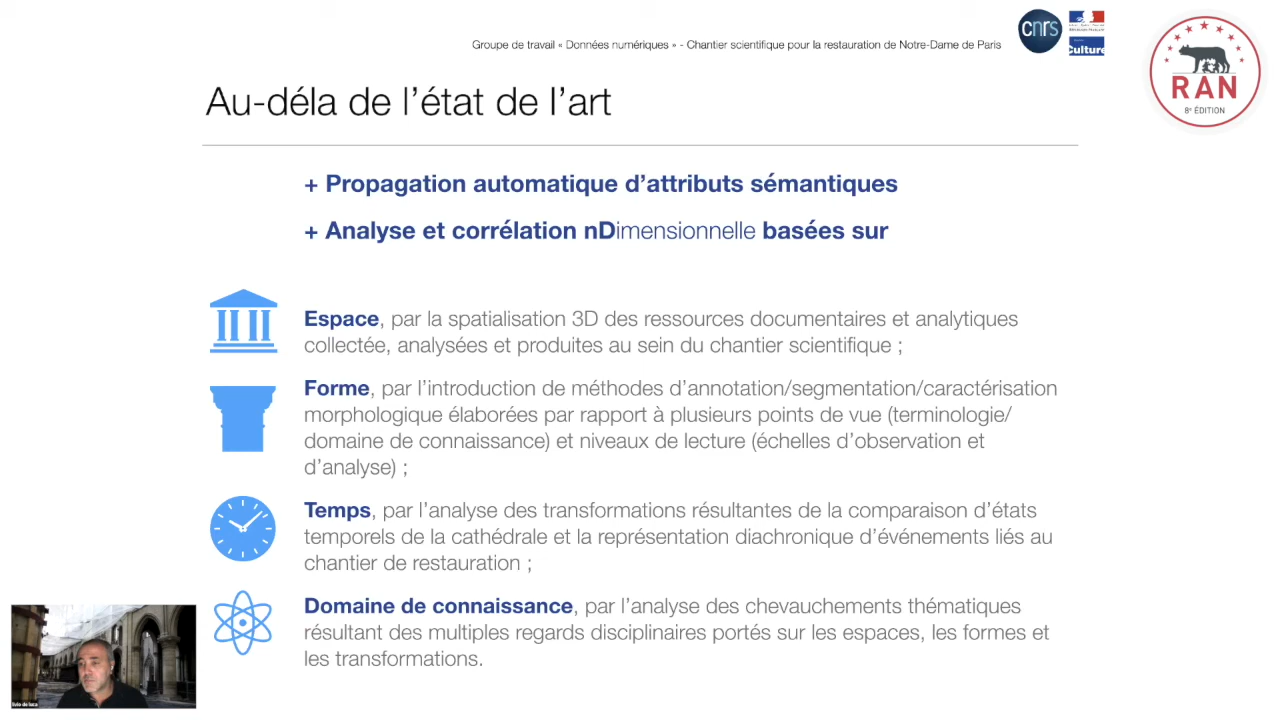 Groupe de travail « Données numériques » - Chantier scientifique pour la restauration de Notre-Dame de Paris
cnrs
Culture
RAN
8e ÉDITION
Au-déla de l'état de l'art
+ Propagation automatique d'attributs sémantiques
+ Analyse et corrélation nDimensionnelle basées sur
Espace, par la spatialisation 3D des ressources documentaires et analytiques
collectée, analysées et produites au sein du chantier scientifique ;
Forme, par l'introduction de méthodes d'annotation/segmentation/caractérisation
morphologique élaborées par rapport à plusieurs points de vue (terminologie/
domaine de connaissance) et niveaux de lecture (échelles d'observation et
d'analyse) ;
Temps, par l'analyse des transformations résultantes de la comparaison d'états
temporels de la cathédrale et la représentation diachronique d'événements liés au
chantier de restauration ;
Domaine de connaissance, par l'analyse des chevauchements thématiques
résultant des multiples regards disciplinaires portés sur les espaces, les formes et
les transformations.
livio de luca